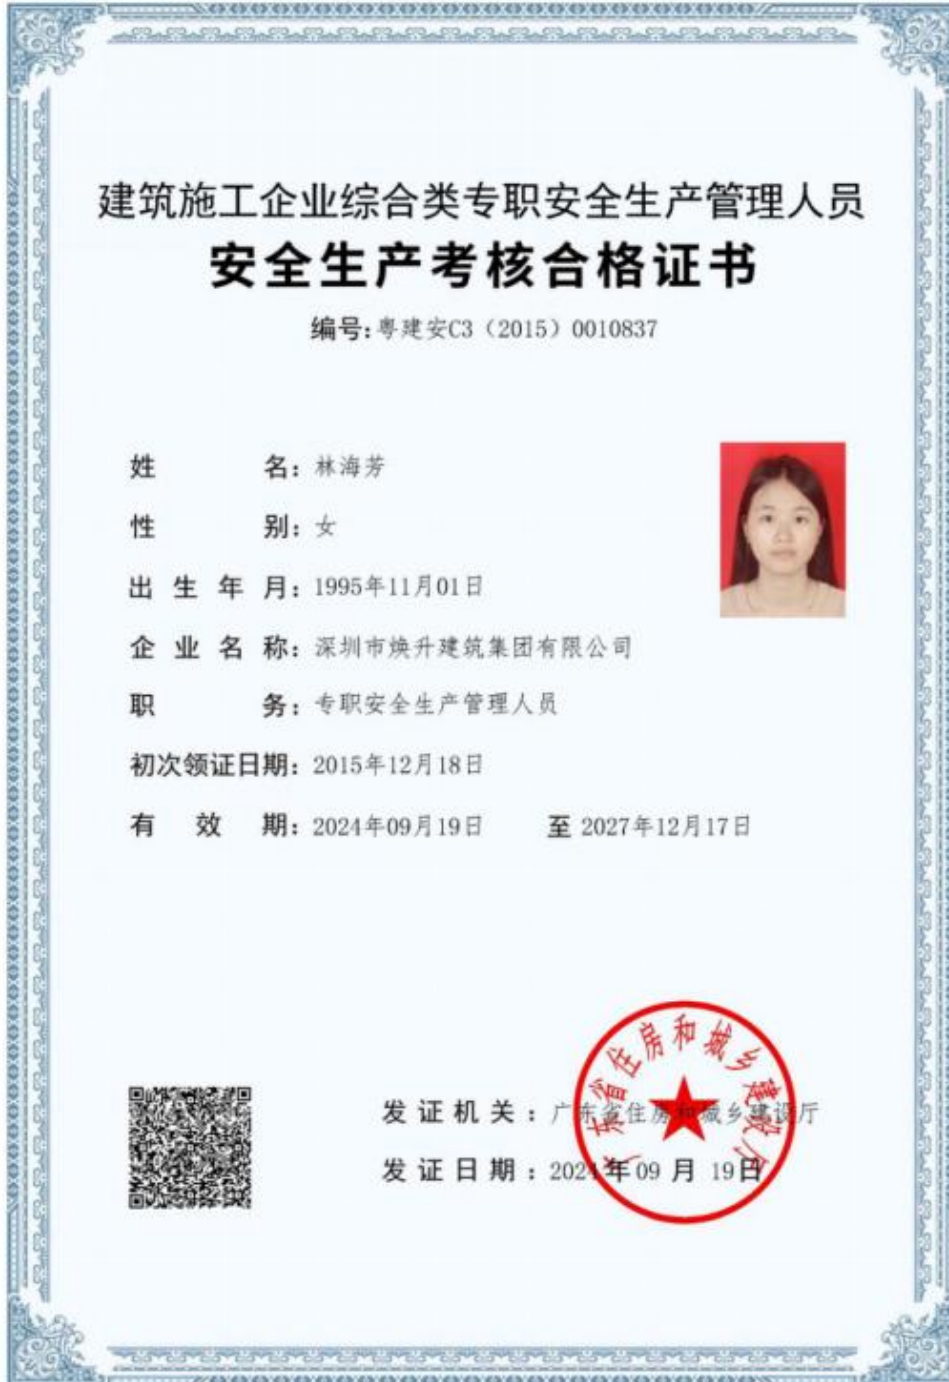 建筑施工企业综合类专职安全生产管理人员
安全生产考核合格证书
编号:粤建安C3（2015）0010837
姓名：林海芳
性别：女
出生年月：1995年11月01日
企业名称：深圳市焕升建筑集团有限公司
职务：专职安全生产管理人员
初次领证日期：2015年12月18日
有效期：2024年09月19日 至 2027年12月17日
广东省住房和城乡建设厅
发证机关：广东省住房和城乡建设厅
发证日期：2024年09月19日